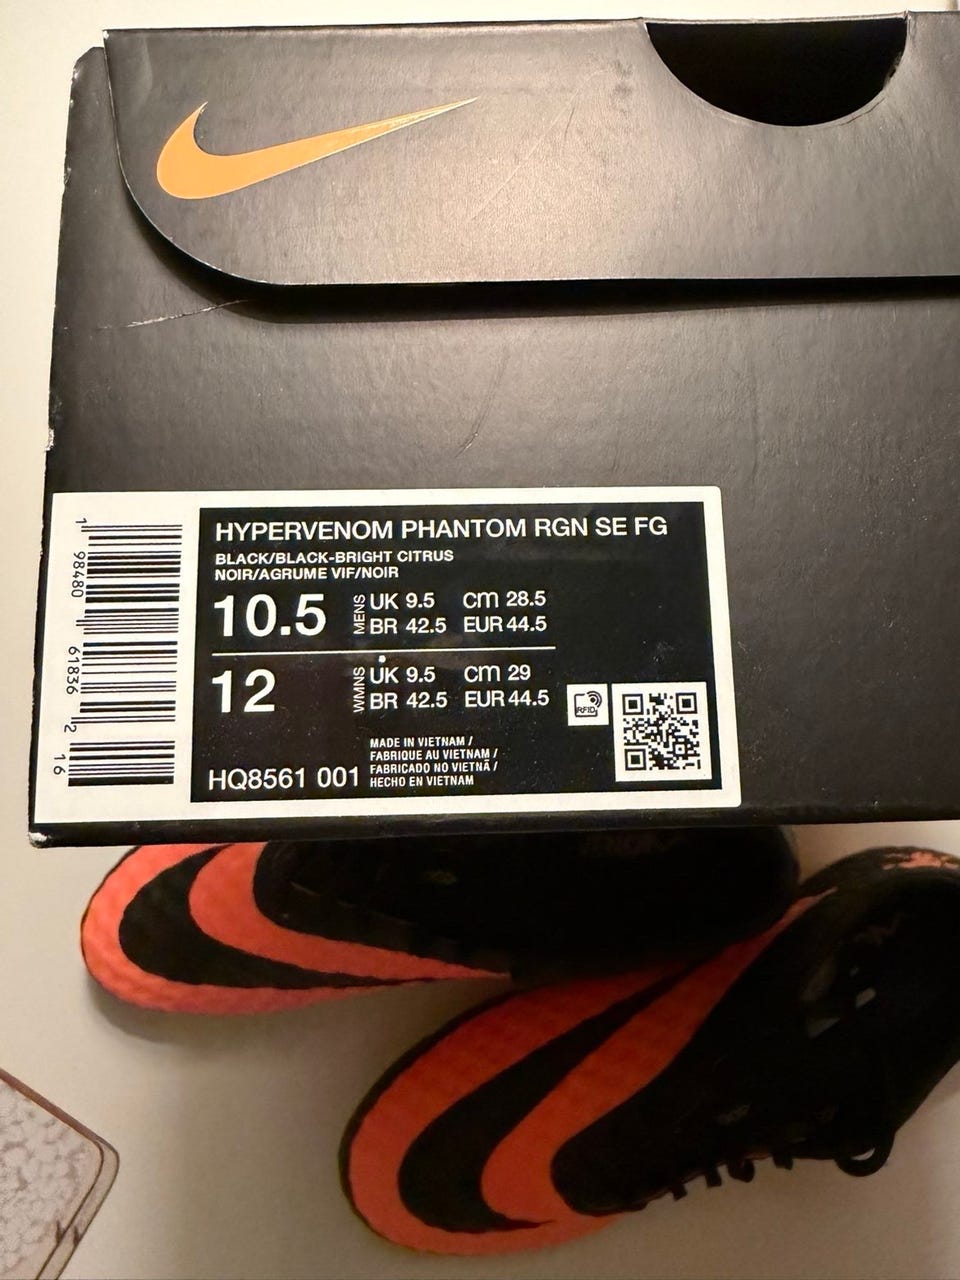 HYPERVENOM PHANTOM RGN SE FG
BLACK/BLACK-BRIGHT CITRUS
NOIR/AGRUME VIF/NOIR
10.5 MENS UK 9.5 CM 28.5
BR 42.5 EUR 44.5
12 WMNS UK 9.5 CM 29
BR 42.5 EUR 44.5
RFID
MADE IN VIETNAM /
FABRIQUE AU VIETNAM /
FABRICADO NO VIETNÃ /
HECHO EN VIETNAM
HQ8561 001
1 98480 61836 2 16